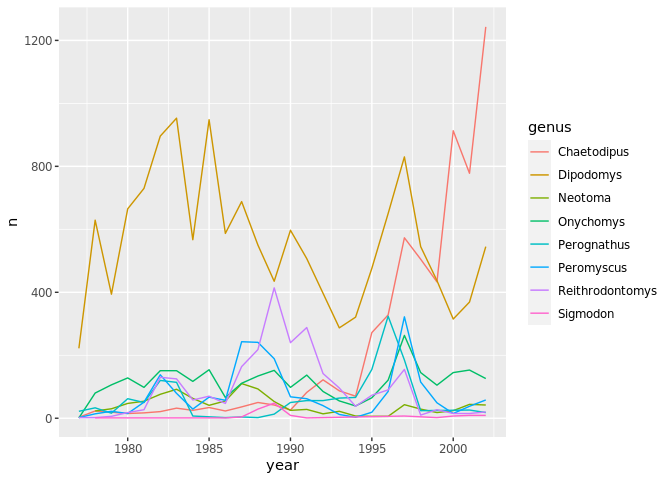 1200
800
400
0
n
1980
1985
1990
1995
2000
year
genus
Chaetodipus
Dipodomys
Neotoma
Onychomys
Perognathus
Peromyscus
Reithrodontomys
Sigmodon